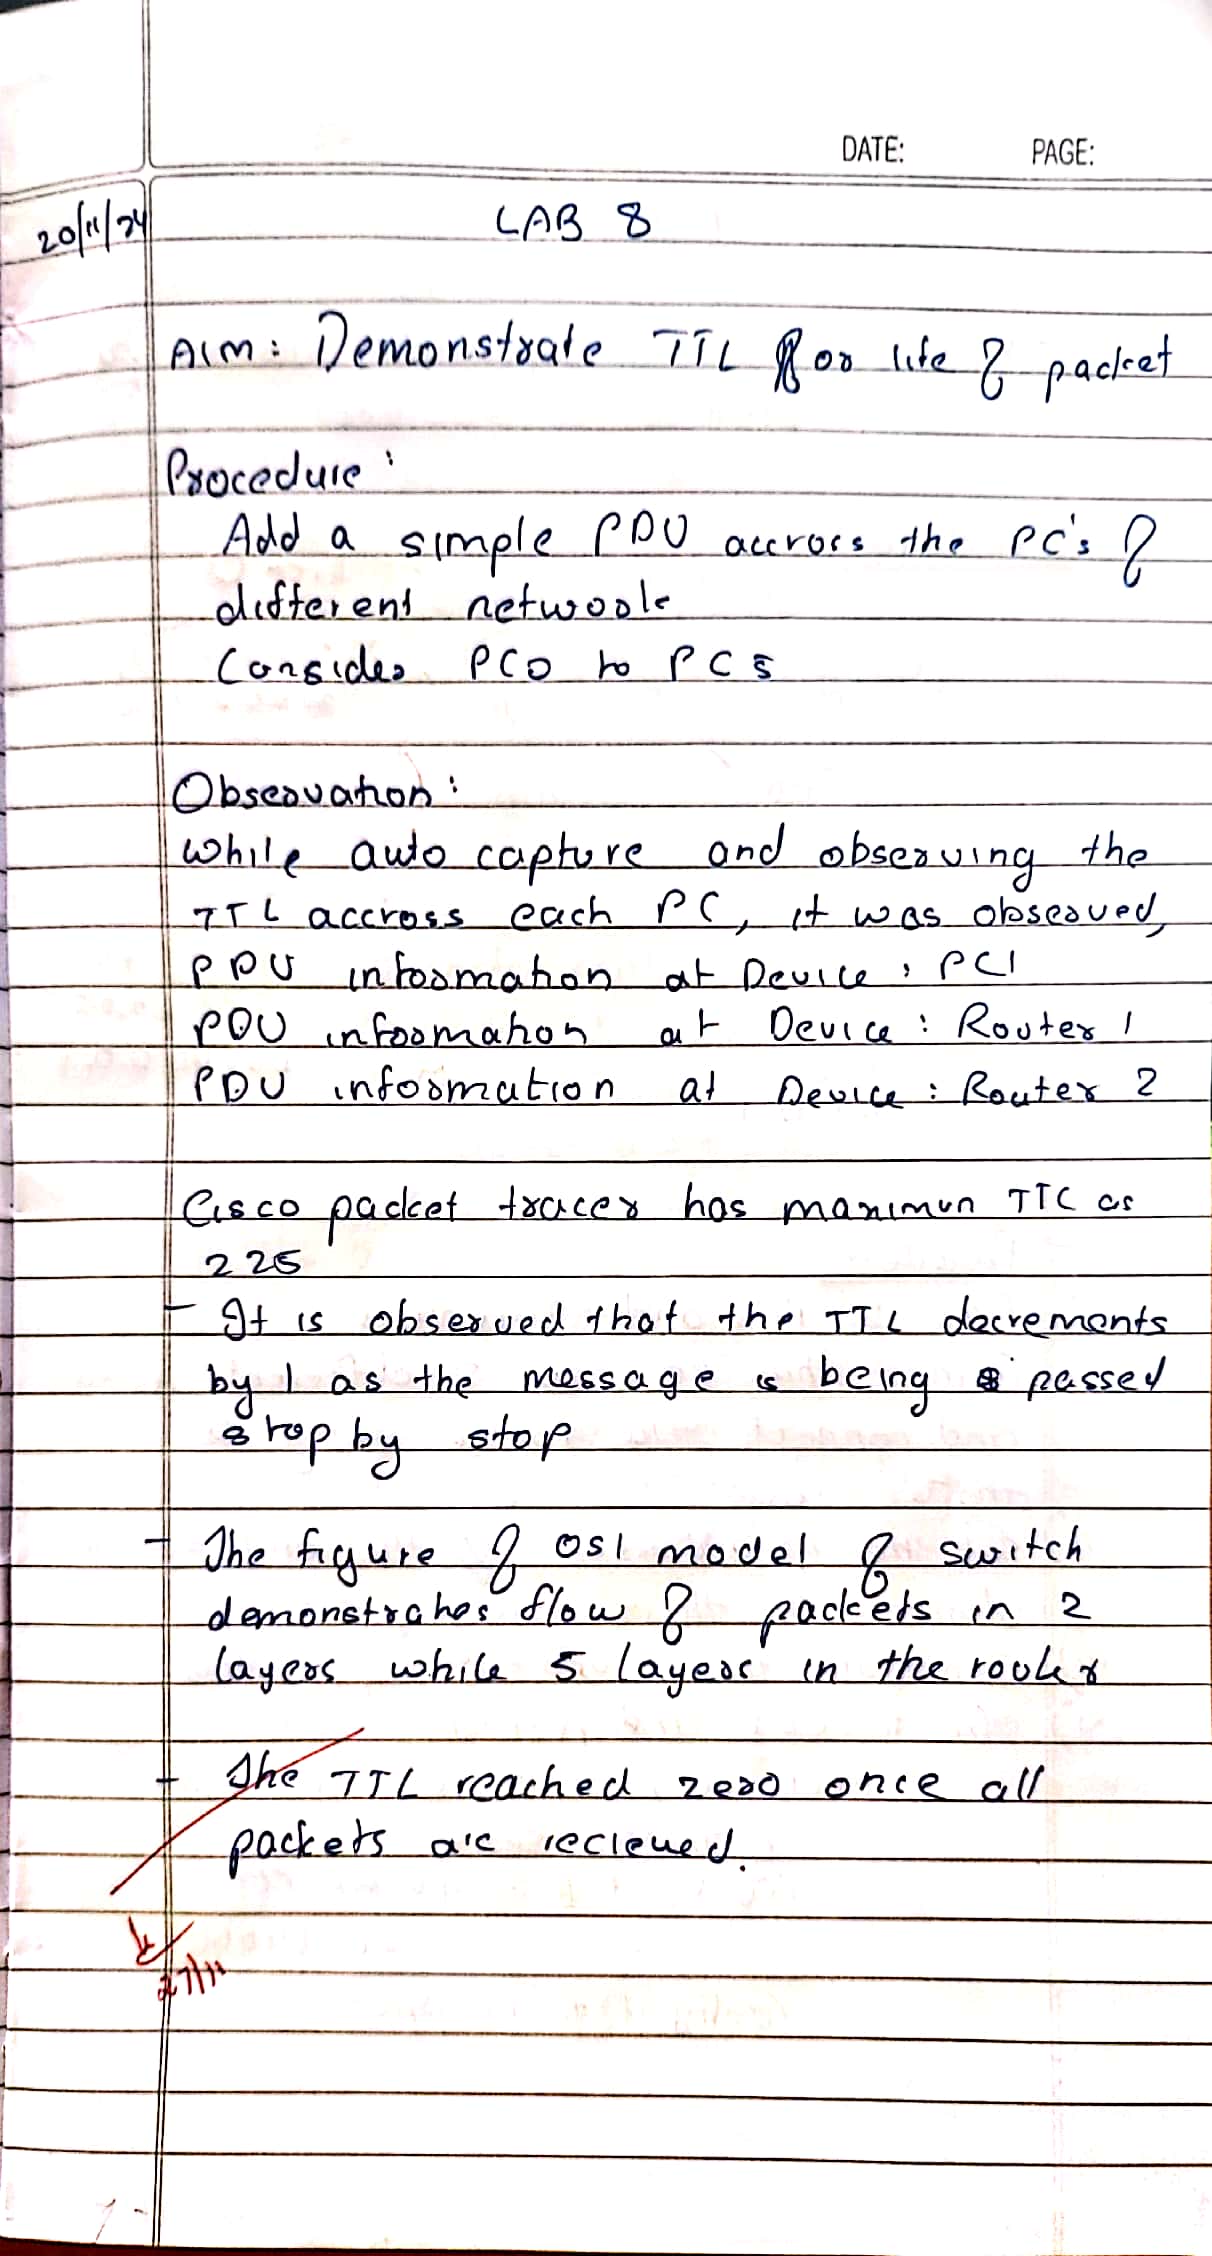 DATE: PAGE:
20/11/24 LAB 8
AIM: Demonstrate TTL for life of packet
Procedure:
Add a simple PDU accross the PC's of
different network
Consider PC0 to PC5
Observation:
While auto capture and observing the
TTL accross each PC, it was observed,
PDU information at Device: PC1
PDU information at Device: Router 1
PDU information at Device: Router 2
Cisco packet tracer has maximun TTC as
225
- It is observed that the TTL decrements
by 1 as the message is being passed
stop by stop
- The figure of OSI model of switch
demonstrates flow of packets in 2
layers while 5 layers in the router
- The TTL reached zero once all
packets are recieved.
27/11